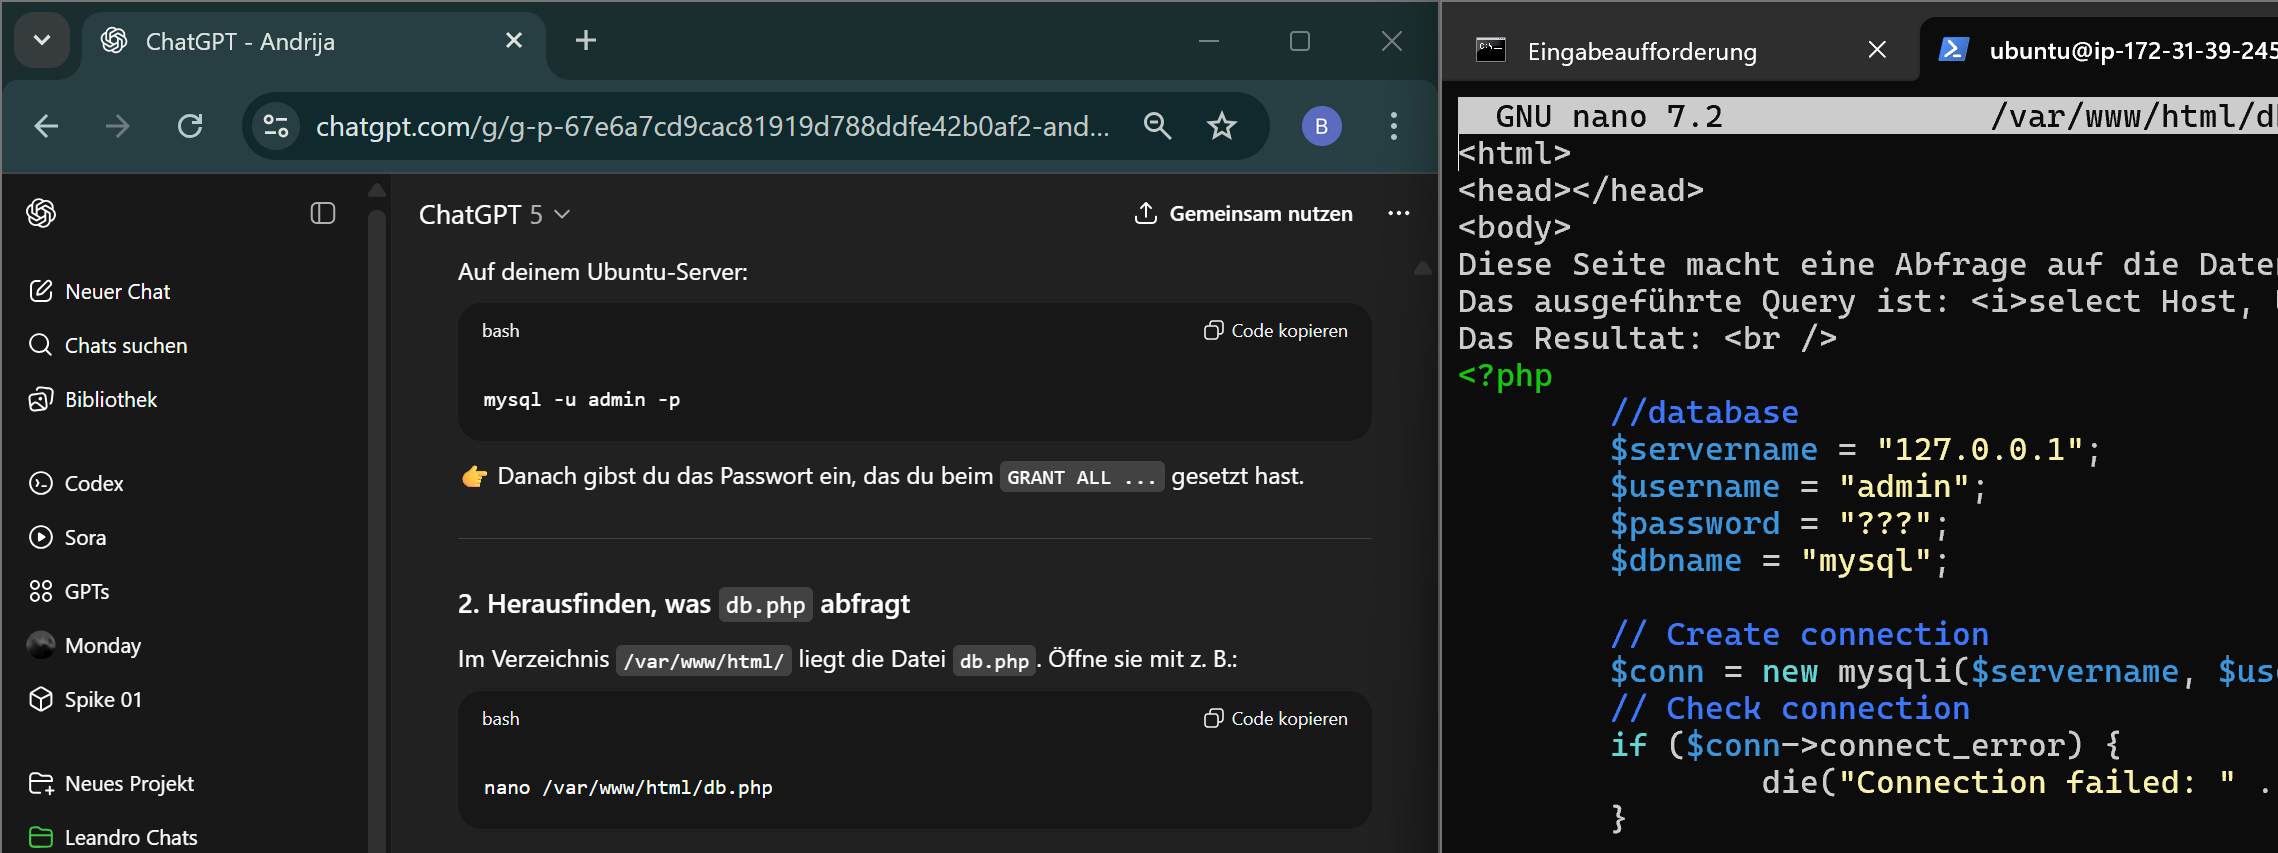 ChatGPT - Andrija
chatgpt.com/g/g-p-67e6a7cd9cac81919d788ddfe42b0af2-and...
B
Neuer Chat
Chats suchen
Bibliothek
Codex
Sora
GPTs
Monday
Spike 01
Neues Projekt
Leandro Chats
ChatGPT 5
Gemeinsam nutzen
Auf deinem Ubuntu-Server:
bash
Code kopieren
mysql -u admin -p
👉 Danach gibst du das Passwort ein, das du beim GRANT ALL ... gesetzt hast.
2. Herausfinden, was db.php abfragt
Im Verzeichnis /var/www/html/ liegt die Datei db.php. Öffne sie mit z. B.:
bash
Code kopieren
nano /var/www/html/db.php
Eingabeaufforderung
ubuntu@ip-172-31-39-245
GNU nano 7.2 /var/www/html/db
<html>
<head></head>
<body>
Diese Seite macht eine Abfrage auf die Daten
Das ausgeführte Query ist: <i>select Host,
Das Resultat: <br />
<?php
//database
$servername = "127.0.0.1";
$username = "admin";
$password = "???";
$dbname = "mysql";
// Create connection
$conn = new mysqli($servername, $us
// Check connection
if ($conn->connect_error) {
die("Connection failed: " .
}